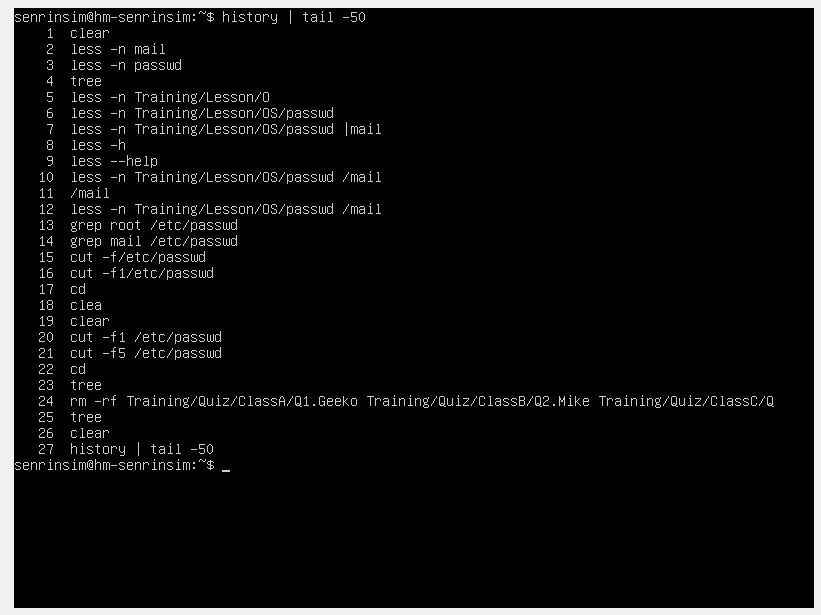 senrinsim@hm-senrinsim:~$ history | tail -50
1 clear
2 less -n mail
3 less -n passwd
4 tree
5 less -n Training/Lesson/O
6 less -n Training/Lesson/OS/passwd
7 less -n Training/Lesson/OS/passwd |mail
8 less -h
9 less --help
10 less -n Training/Lesson/OS/passwd /mail
11 /mail
12 less -n Training/Lesson/OS/passwd /mail
13 grep root /etc/passwd
14 grep mail /etc/passwd
15 cut -f/etc/passwd
16 cut -f1/etc/passwd
17 cd
18 clea
19 clear
20 cut -f1 /etc/passwd
21 cut -f5 /etc/passwd
22 cd
23 tree
24 rm -rf Training/Quiz/ClassA/Q1.Geeko Training/Quiz/ClassB/Q2.Mike Training/Quiz/ClassC/Q
25 tree
26 clear
27 history | tail -50
senrinsim@hm-senrinsim:~$ _